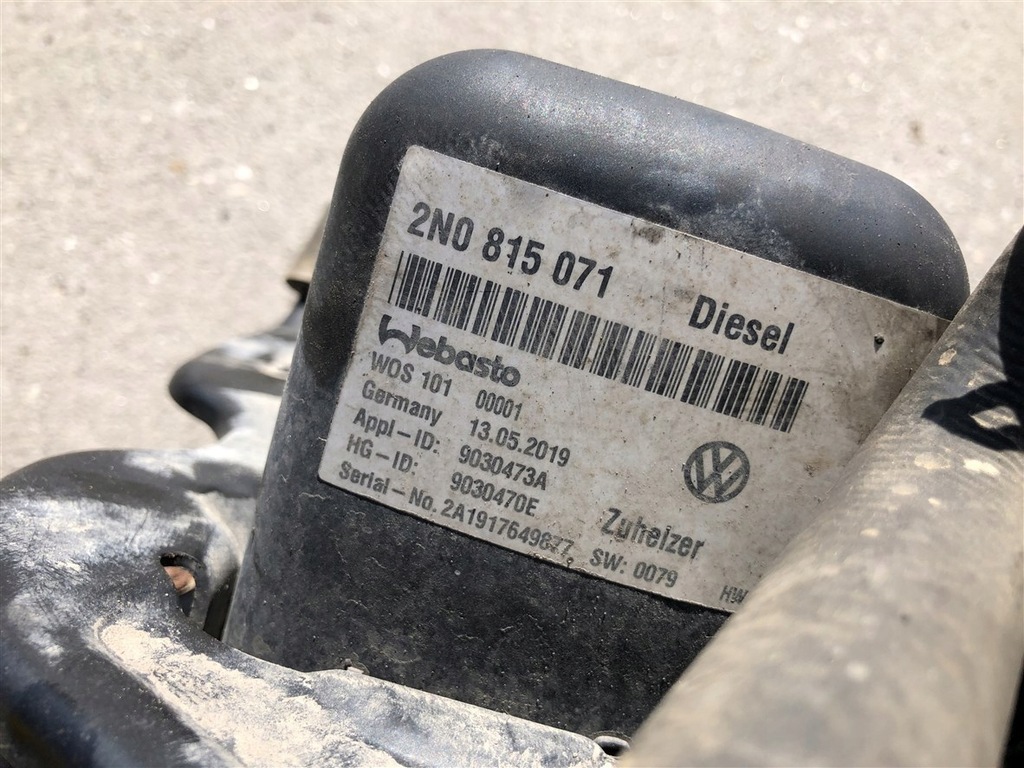 2N0 815 071
Diesel
Webasto
WOS 101 00001
Germany 13.05.2019
Appl-ID: 9030473A
HG-ID: 9030470E
Serial-No. 2A1917649877 SW: 0079 HW
Zuheizer